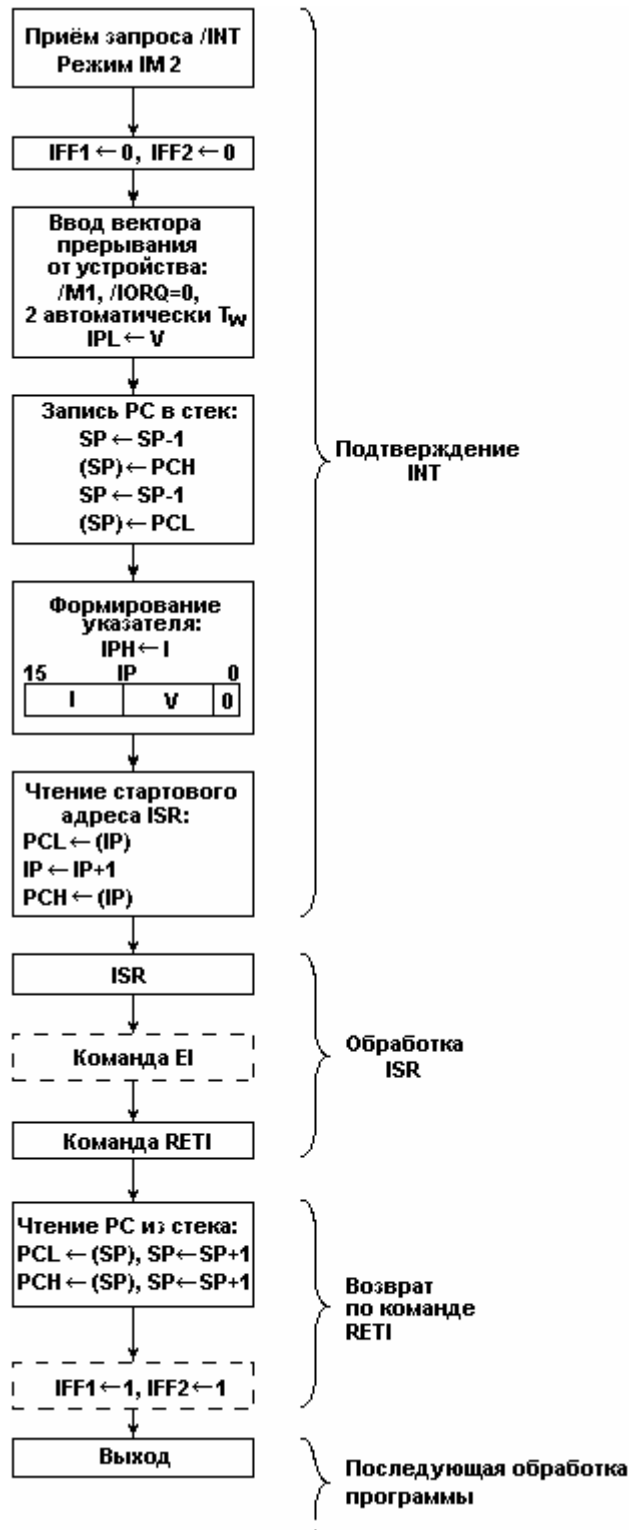 Приём запроса /INT
Режим IM 2
IFF1 ← 0, IFF2 ← 0
Ввод вектора
прерывания
от устройства:
/M1, /IORQ=0,
2 автоматически Tw
IPL ← V
Запись PC в стек:
SP ← SP-1
(SP) ← PCH
SP ← SP-1
(SP) ← PCL
Формирование
указателя:
IPH ← I
15 IP 0
I V 0
Чтение стартового
адреса ISR:
PCL ← (IP)
IP ← IP+1
PCH ← (IP)
Подтверждение
INT
ISR
Команда EI
Команда RETI
Обработка
ISR
Чтение PC из стека:
PCL ← (SP), SP ← SP+1
PCH ← (SP), SP ← SP+1
IFF1 ← 1, IFF2 ← 1
Возврат
по команде
RETI
Выход
Последующая обработка
программы